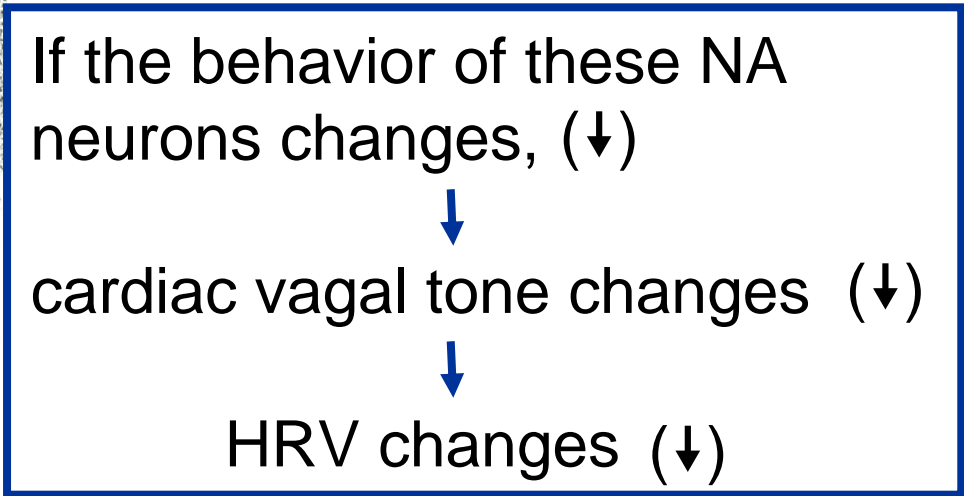 If the behavior of these NA
neurons changes, (↓)
↓
cardiac vagal tone changes (↓)
↓
HRV changes (↓)